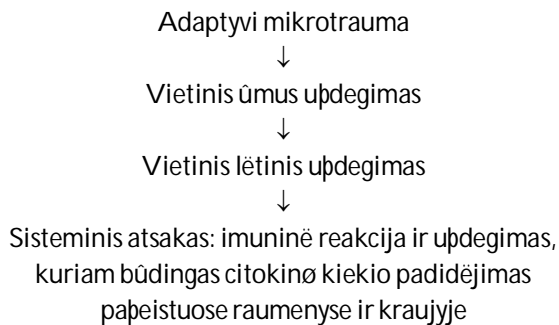 Adaptyvi mikrotrauma
↓
Vietinis ûmus uþdegimas
↓
Vietinis lëtinis uþdegimas
↓
Sisteminis atsakas: imuninë reakcija ir uþdegimas,
kuriam bûdingas citokinø kiekio padidëjimas
paþeistuose raumenyse ir kraujyje